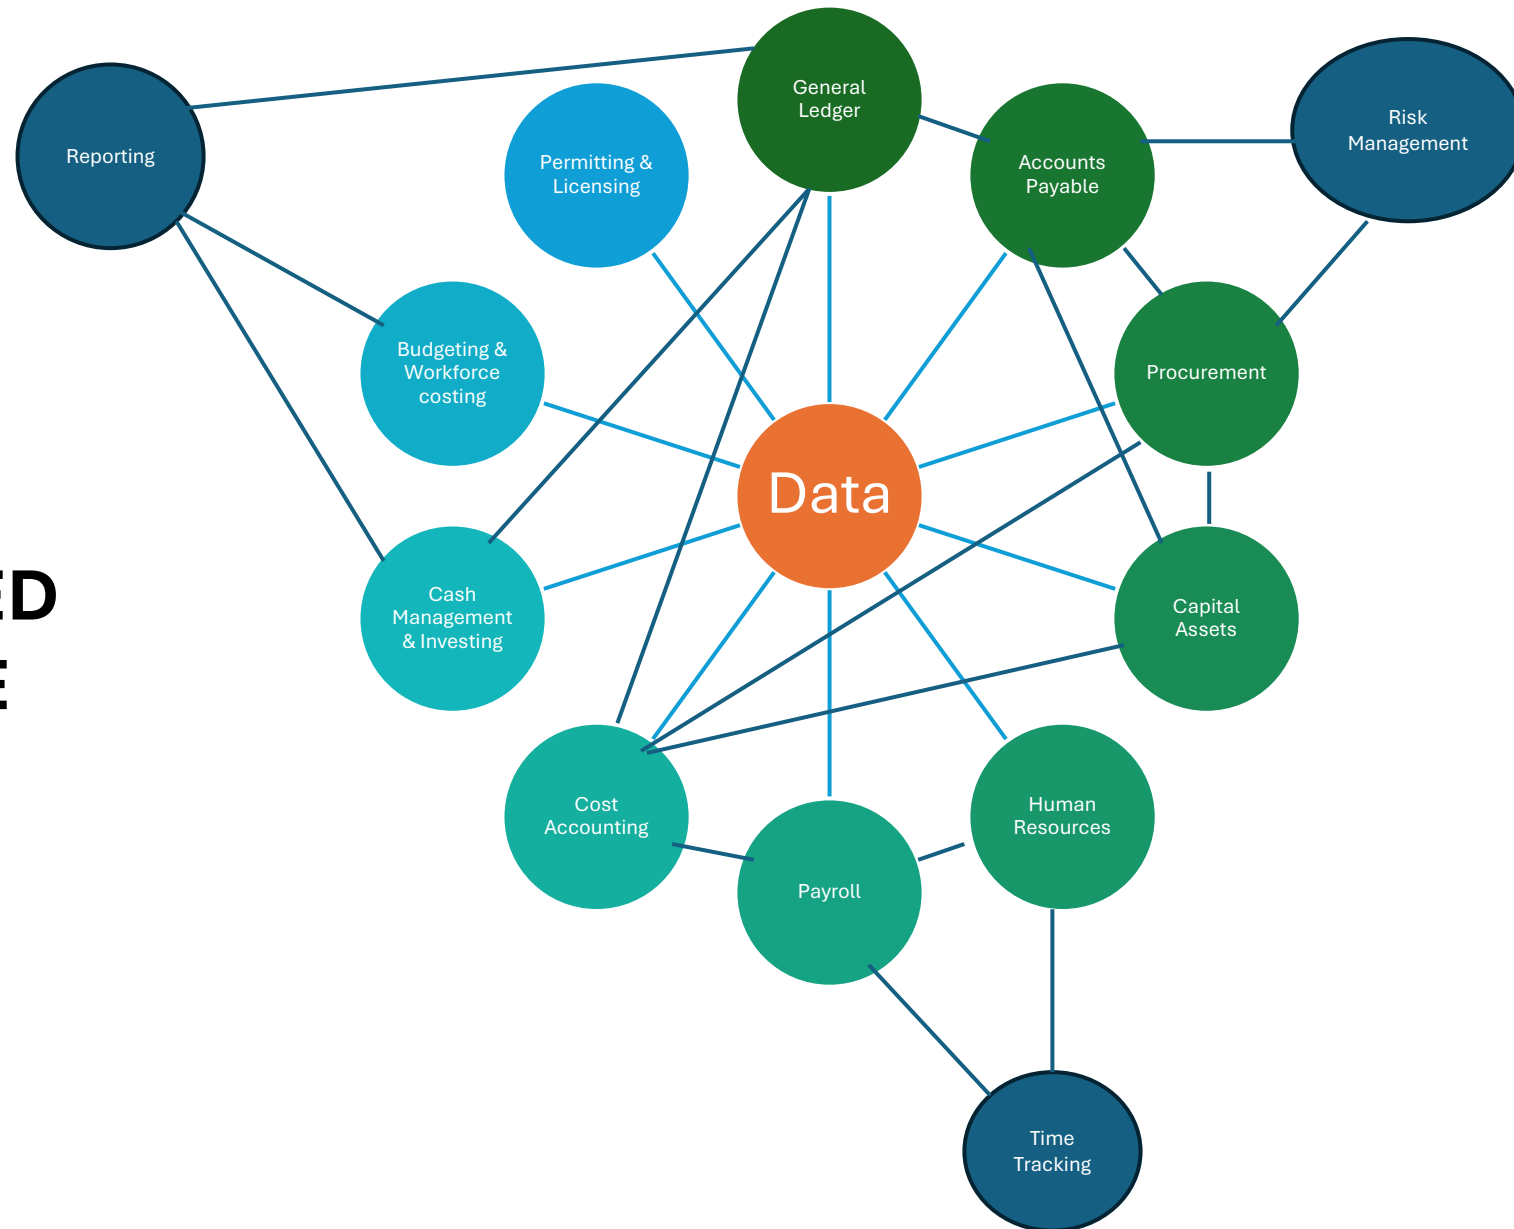 General
Ledger
Risk
Management
Reporting
Permitting &
Licensing
Accounts
Payable
Budgeting &
Workforce
costing
Procurement
Data
Cash
Management
& Investing
Capital
Assets
Cost
Accounting
Human
Resources
Payroll
Time
Tracking